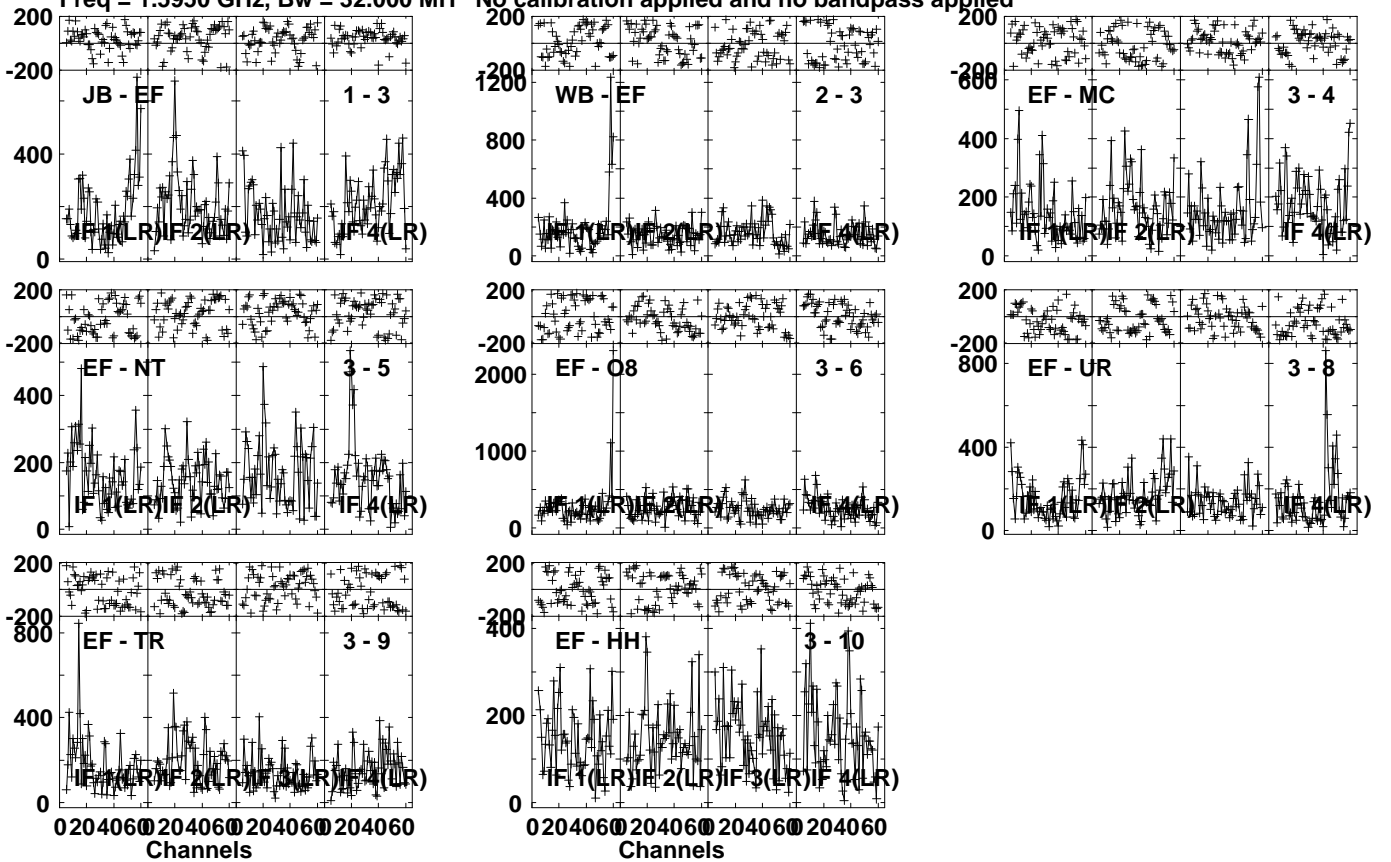 Freq = 1.5950 GHz, Bw = 32.000 MH No calibration applied and no bandpass applied
200
-200
JB - EF 1 - 3
400
0
IF 1(LR) IF 2(LR) IF 4(LR)
200
-200
1200
WB - EF 2 - 3
800
400
0
IF 1(LR) IF 2(LR) IF 4(LR)
200
-200
600
EF - MC 3 - 4
400
200
0
IF 1(LR) IF 2(LR) IF 4(LR)
200
-200
EF - NT 3 - 5
400
200
0
IF 1(LR) IF 2(LR) IF 4(LR)
200
-200
EF - O8 3 - 6
2000
1000
0
IF 1(LR) IF 2(LR) IF 4(LR)
200
-200
800
EF - UR 3 - 8
400
0
IF 1(LR) IF 2(LR) IF 4(LR)
200
-200
800
EF - TR 3 - 9
400
0
IF 1(LR) IF 2(LR) IF 3(LR) IF 4(LR)
0 20 40 60 0 20 40 60 0 20 40 60 0 20 40 60
Channels
200
-200
400
EF - HH 3 - 10
200
0
IF 1(LR) IF 2(LR) IF 3(LR) IF 4(LR)
0 20 40 60 0 20 40 60 0 20 40 60 0 20 40 60
Channels